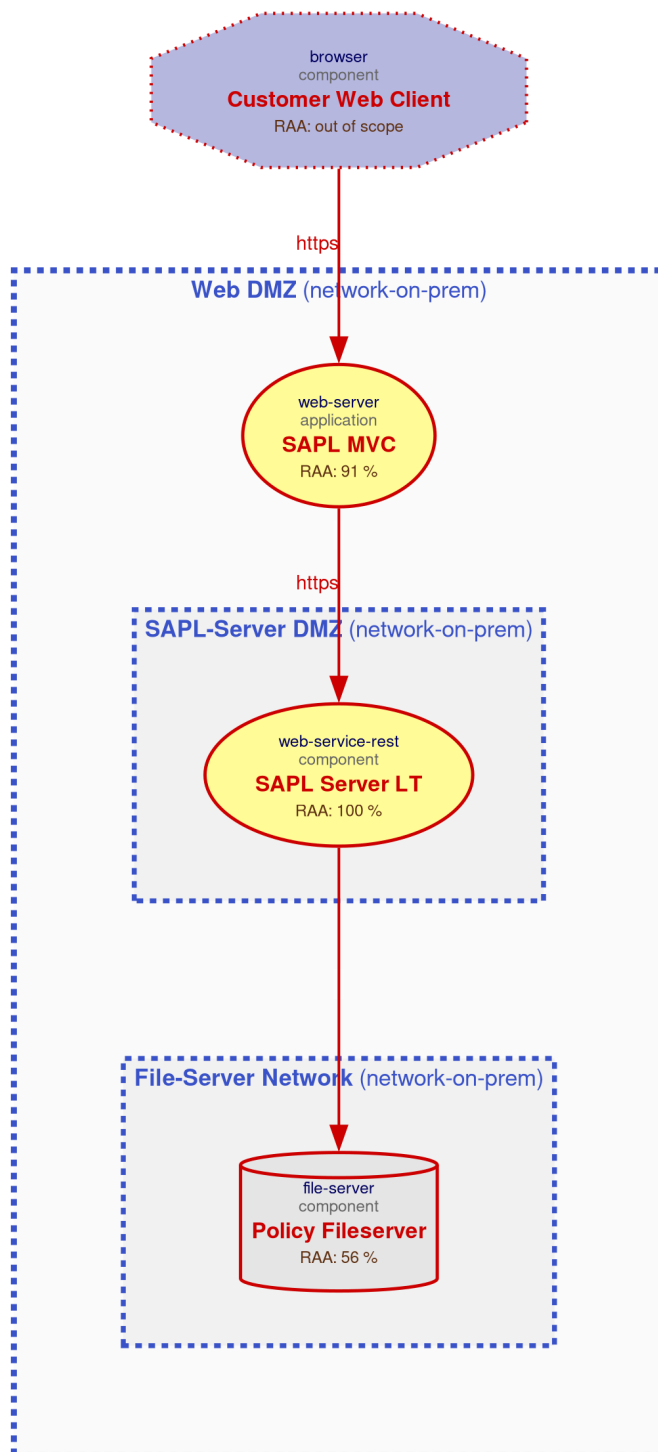 browser
component
Customer Web Client
RAA: out of scope
https
Web DMZ (network-on-prem)
web-server
application
SAPL MVC
RAA: 91 %
https
SAPL-Server DMZ (network-on-prem)
web-service-rest
component
SAPL Server LT
RAA: 100 %
File-Server Network (network-on-prem)
file-server
component
Policy Fileserver
RAA: 56 %